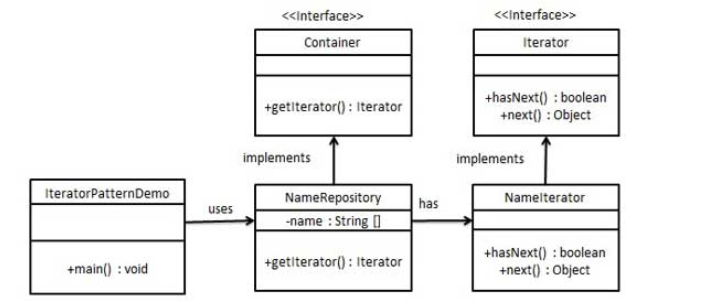 <<Interface>>
Container
+getIterator() : Iterator
<<Interface>>
Iterator
+hasNext() : boolean
+next() : Object
implements
implements
IteratorPatternDemo
+main() : void
uses
NameRepository
-name : String []
+getIterator() : Iterator
has
NameIterator
+hasNext() : boolean
+next() : Object